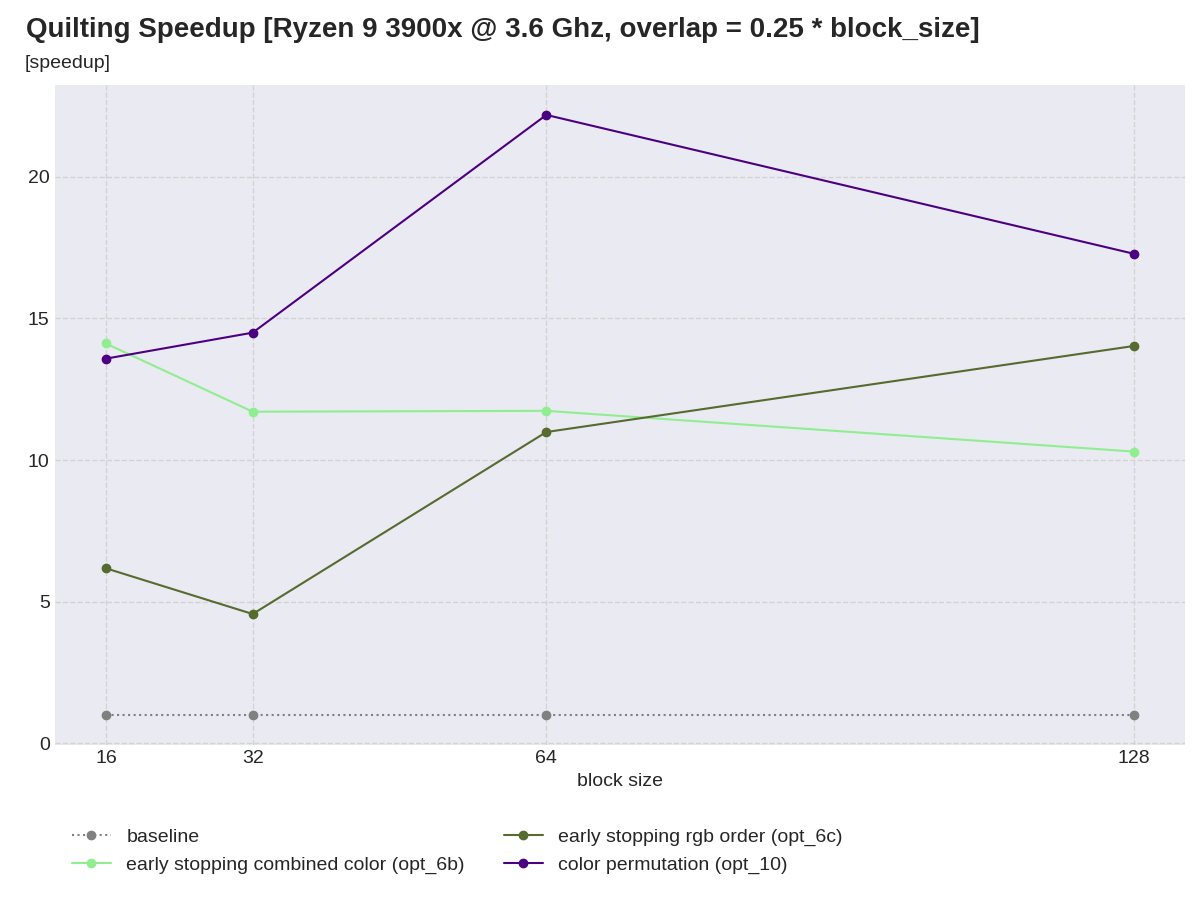 Quilting Speedup [Ryzen 9 3900x @ 3.6 Ghz, overlap = 0.25 * block_size]
[speedup]
20
15
10
5
0
16 32 64 128
block size
baseline
early stopping rgb order (opt_6c)
early stopping combined color (opt_6b)
color permutation (opt_10)